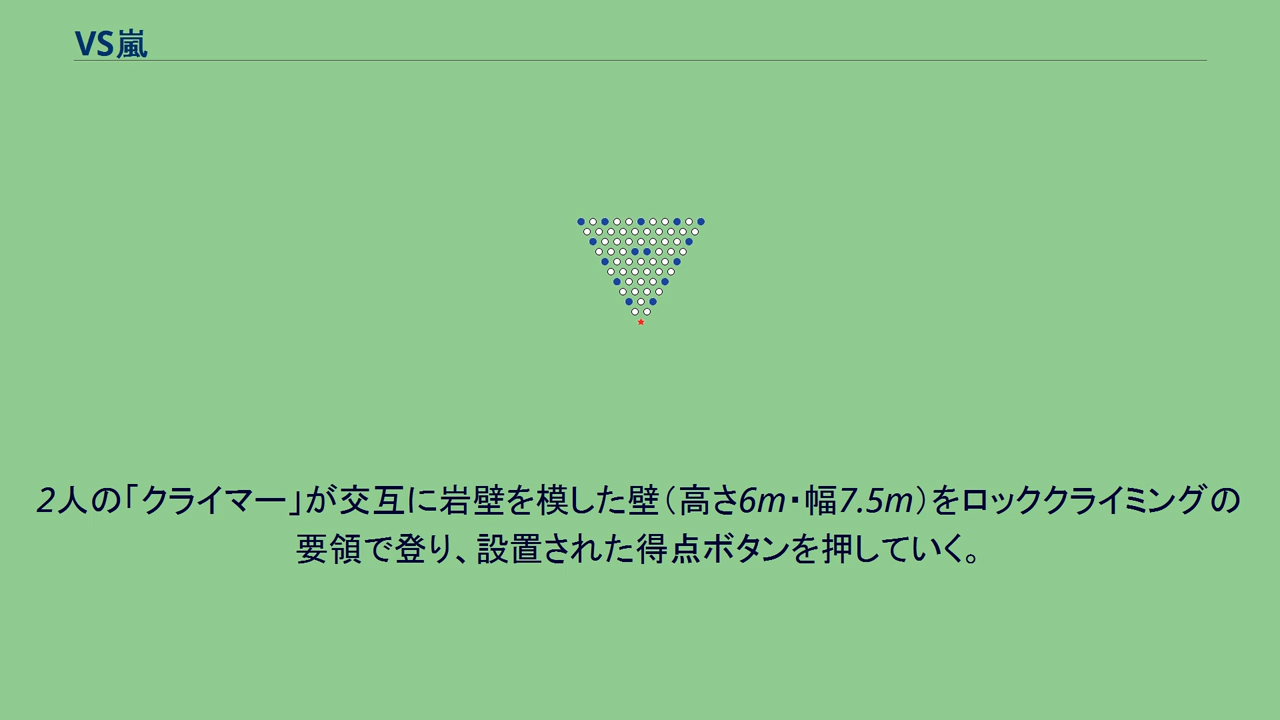 VS嵐
2人の「クライマー」が交互に岩壁を模した壁（高さ6m・幅7.5m）をロッククライミングの
要領で登り、設置された得点ボタンを押していく。